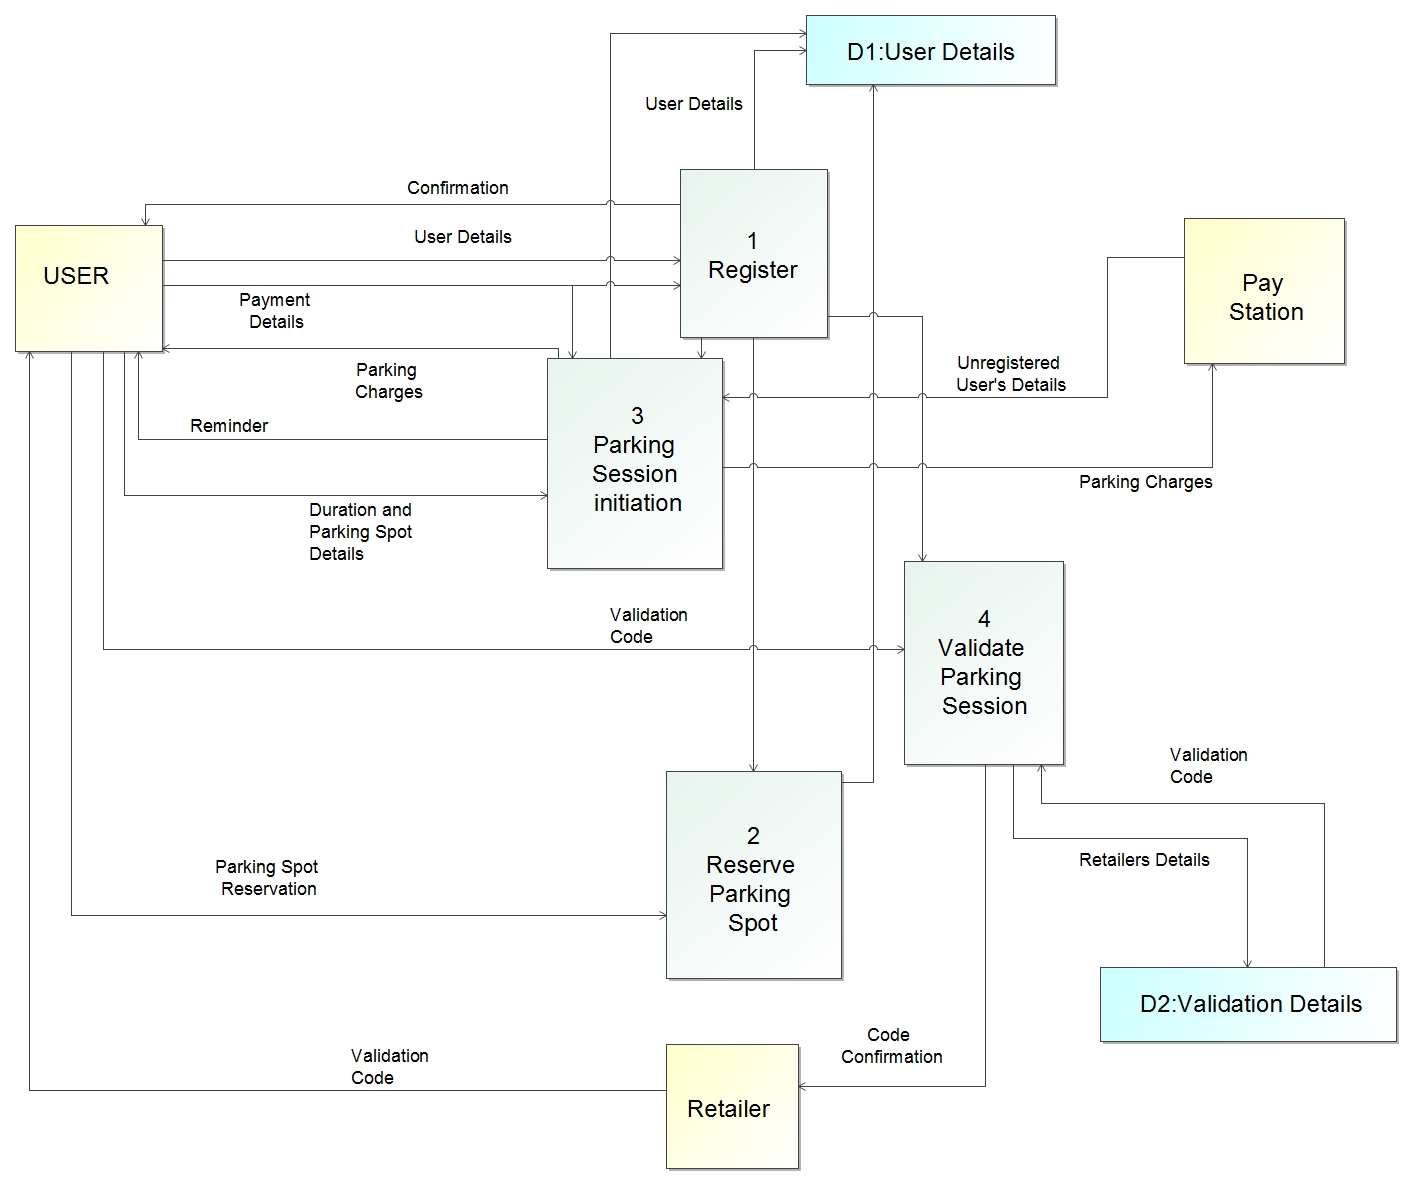 D1:User Details
User Details
Confirmation
User Details
1
Register
USER
Pay
Station
Payment
Details
Unregistered
User's Details
Parking
Charges
3
Parking
Session
initiation
Reminder
Parking Charges
Duration and
Parking Spot
Details
Validation
Code
4
Validate
Parking
Session
Validation
Code
2
Reserve
Parking
Spot
Retailers Details
Parking Spot
Reservation
D2:Validation Details
Code
Confirmation
Validation
Code
Retailer